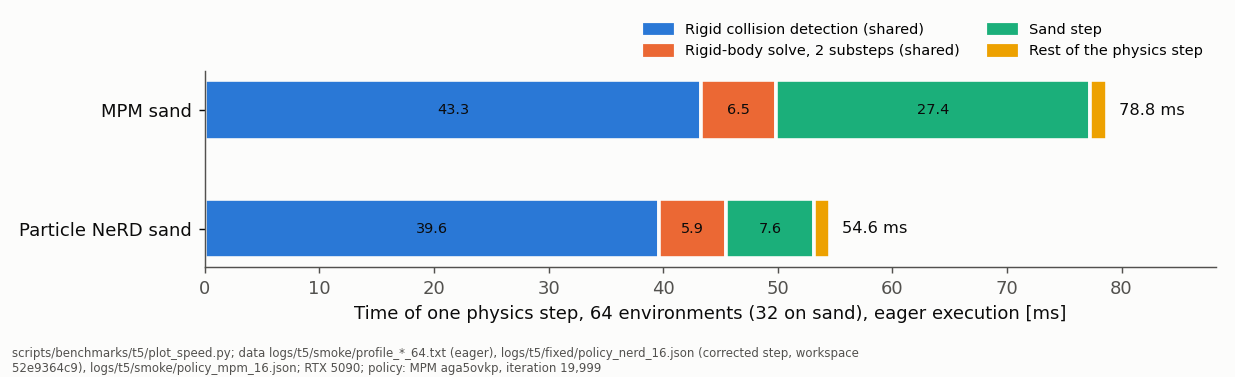 Rigid collision detection (shared)
Rigid-body solve, 2 substeps (shared)
Sand step
Rest of the physics step
MPM sand
43.3
6.5
27.4
78.8 ms
Particle NeRD sand
39.6
5.9
7.6
54.6 ms
0 10 20 30 40 50 60 70 80
Time of one physics step, 64 environments (32 on sand), eager execution [ms]
scripts/benchmarks/t5/plot_speed.py; data logs/t5/smoke/profile_*_64.txt (eager), logs/t5/fixed/policy_nerd_16.json (corrected step, workspace
52e9364c9), logs/t5/smoke/policy_mpm_16.json; RTX 5090; policy: MPM aga5ovkp, iteration 19,999